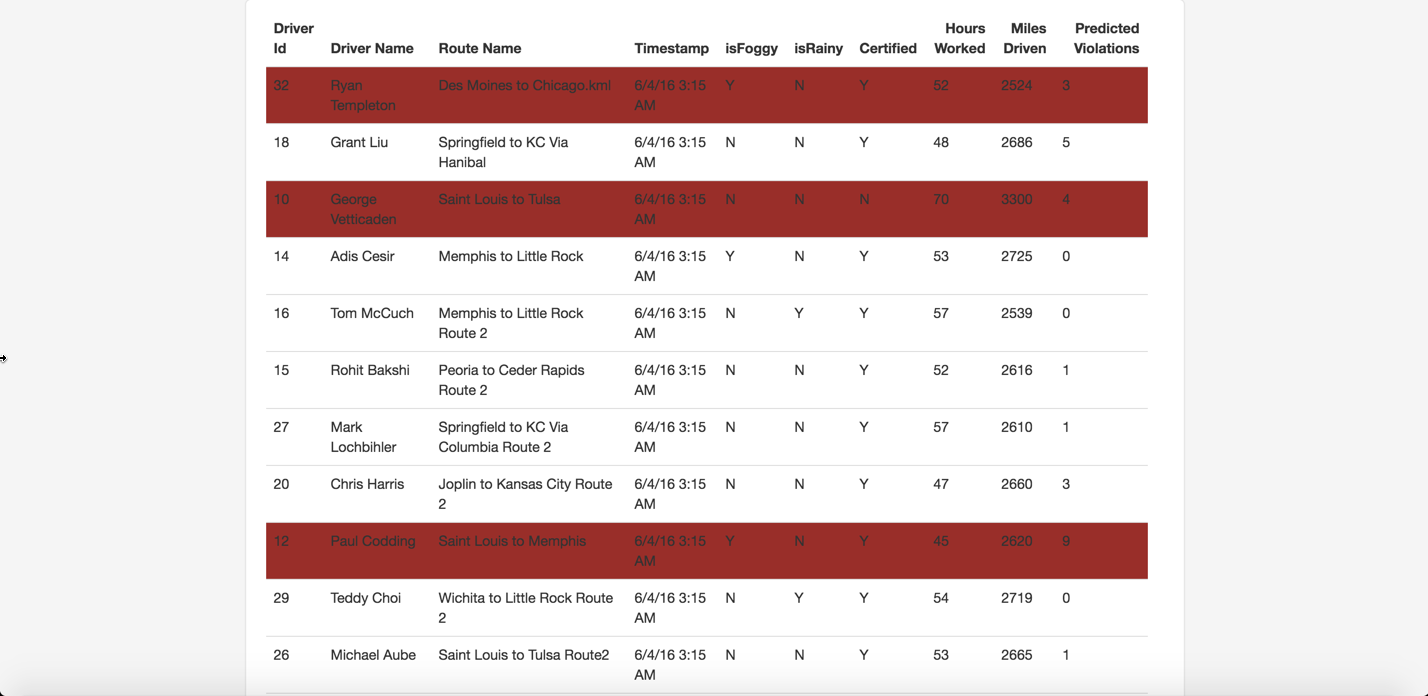 Driver Id Driver Name Route Name Timestamp isFoggy isRainy Certified Hours Worked Miles Driven Predicted Violations
32 Ryan Templeton Des Moines to Chicago.kml 6/4/16 3:15 AM Y N Y 52 2524 3
18 Grant Liu Springfield to KC Via Hanibal 6/4/16 3:15 AM N N Y 48 2686 5
10 George Vetticaden Saint Louis to Tulsa 6/4/16 3:15 AM N N N 70 3300 4
14 Adis Cesir Memphis to Little Rock 6/4/16 3:15 AM Y N Y 53 2725 0
16 Tom McCuch Memphis to Little Rock Route 2 6/4/16 3:15 AM N Y Y 57 2539 0
15 Rohit Bakshi Peoria to Ceder Rapids Route 2 6/4/16 3:15 AM N N Y 52 2616 1
27 Mark Lochbihler Springfield to KC Via Columbia Route 2 6/4/16 3:15 AM N N Y 57 2610 1
20 Chris Harris Joplin to Kansas City Route 2 6/4/16 3:15 AM N N Y 47 2660 3
12 Paul Codding Saint Louis to Memphis 6/4/16 3:15 AM Y N Y 45 2620 9
29 Teddy Choi Wichita to Little Rock Route 2 6/4/16 3:15 AM N Y Y 54 2719 0
26 Michael Aube Saint Louis to Tulsa Route2 6/4/16 3:15 AM N N Y 53 2665 1